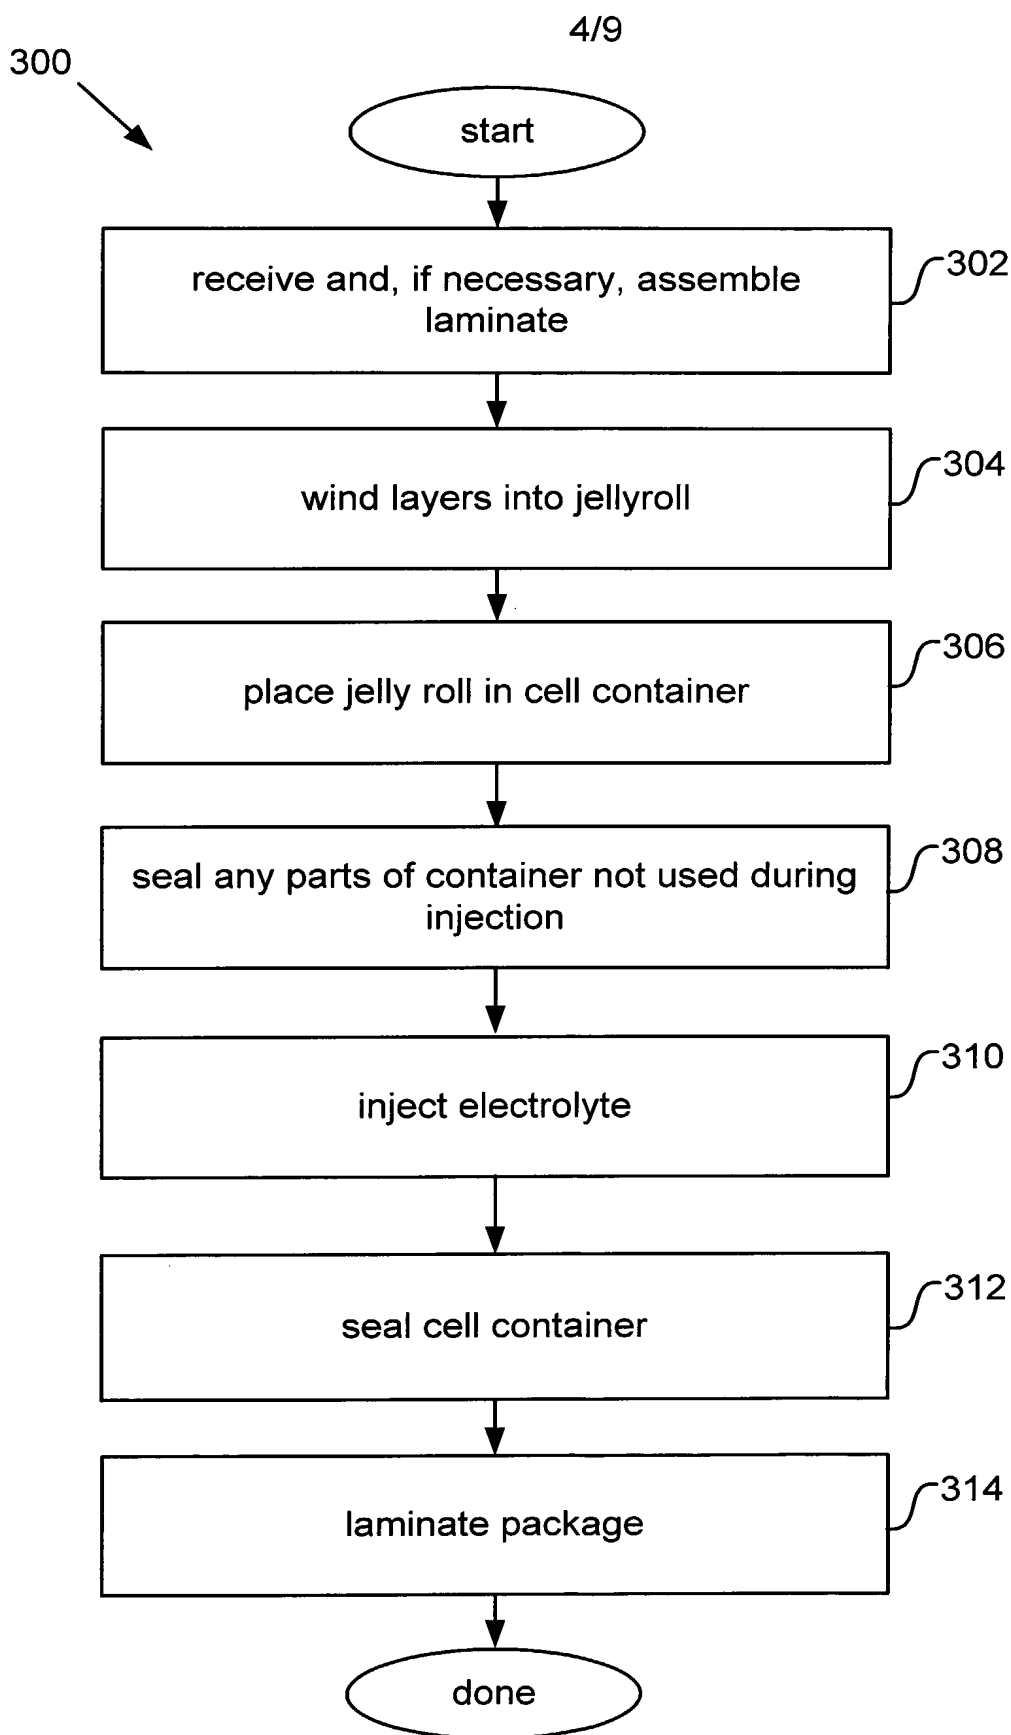 4/9
300
start
receive and, if necessary, assemble
laminate
302
wind layers into jellyroll
304
place jelly roll in cell container
306
seal any parts of container not used during
injection
308
inject electrolyte
310
seal cell container
312
laminate package
314
done